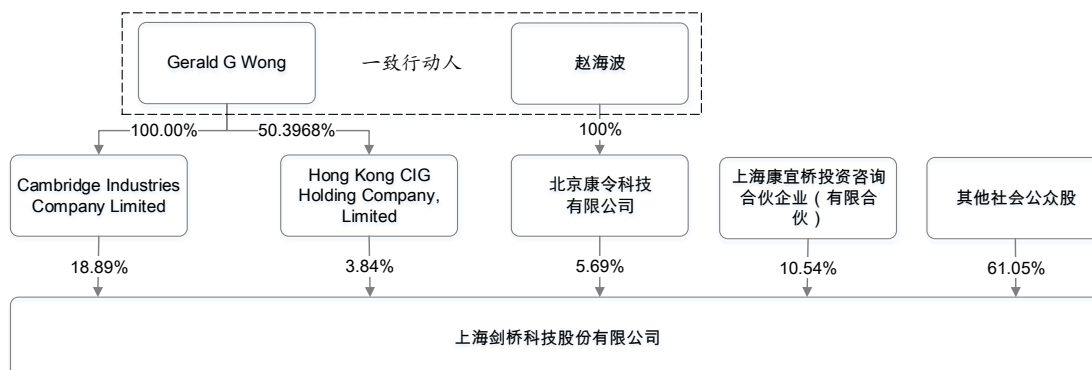 Gerald G Wong
一致行动人
赵海波
100.00%
50.3968%
100%
Cambridge Industries
Company Limited
Hong Kong CIG
Holding Company,
Limited
北京康令科技
有限公司
上海康宜桥投资咨询
合伙企业（有限合
伙）
其他社会公众股
18.89%
3.84%
5.69%
10.54%
61.05%
上海剑桥科技股份有限公司